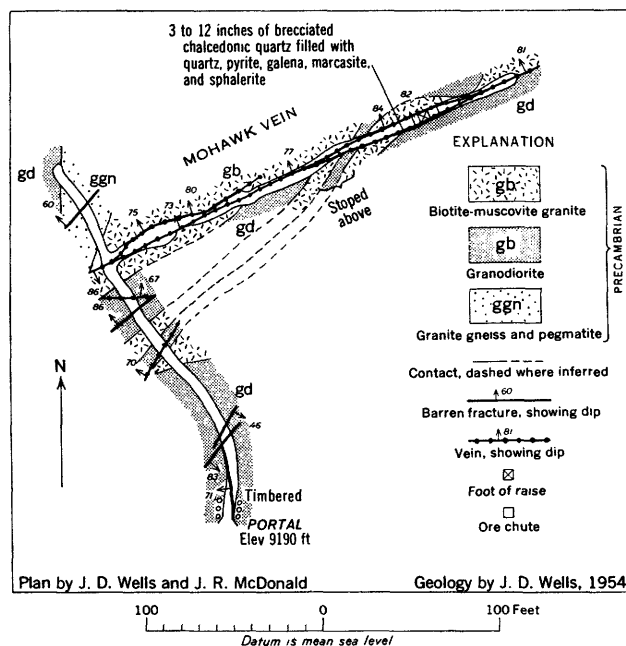 3 to 12 inches of brecciated
chalcedonic quartz filled with
quartz, pyrite, galena, marcasite,
and sphalerite
81
gd
82
84
MOHAWK VEIN
77
gb
80
73
75
gd
Stoped
above
gd
ggn
60
86
67
86
70
gd
46
83
71
Timbered
PORTAL
Elev 9190 ft
N
EXPLANATION
gb
Biotite-muscovite granite
gb
Granodiorite
ggn
Granite gneiss and pegmatite
PRECAMBRIAN
Contact, dashed where inferred
60
Barren fracture, showing dip
81
Vein, showing dip
Foot of raise
Ore chute
Plan by J. D. Wells and J. R. McDonald
Geology by J. D. Wells, 1954
100 0 100 Feet
Datum is mean sea level